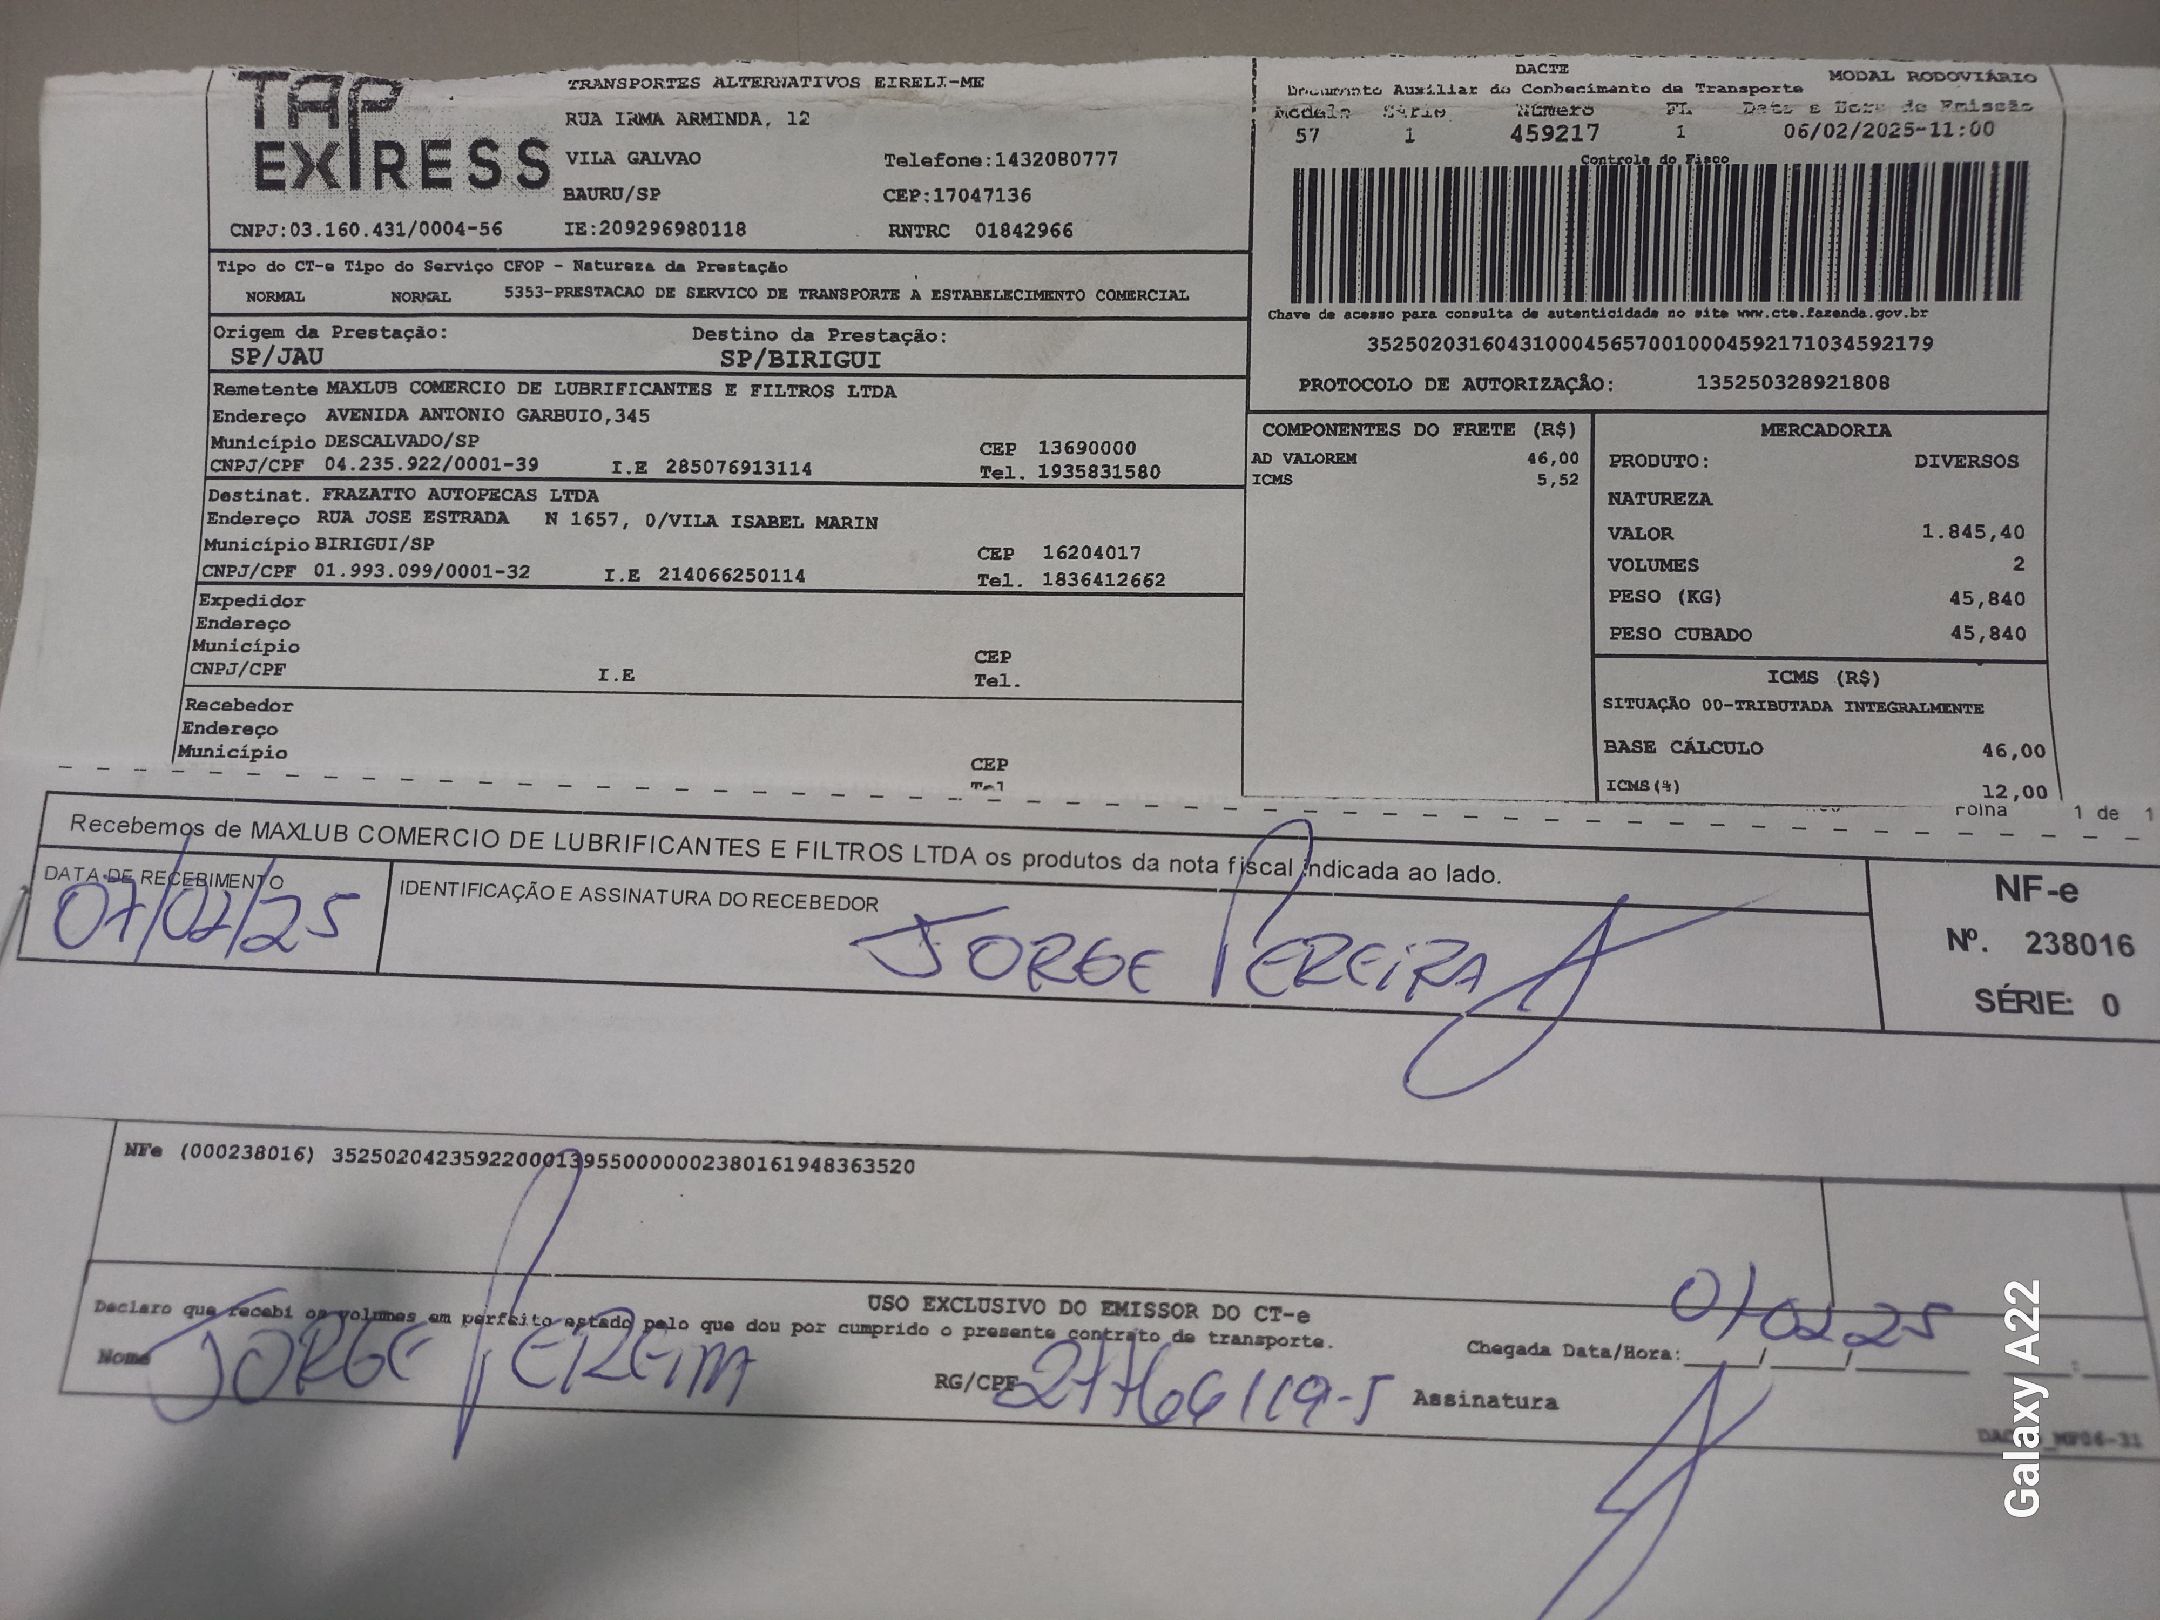 TAP EXPRESS
TRANSPORTES ALTERNATIVOS EIRELI-ME
RUA IRMA ARMINDA, 12
VILA GALVAO Telefone:1432080777
BAURU/SP CEP:17047136
CNPJ:03.160.431/0004-56 IE:209296980118 RNTRC 01842966
DACTE MODAL RODOVIÁRIO
Documento Auxiliar do Conhecimento de Transporte
Modelo Série Número FL Data e Hora de Emissão
57 1 459217 1 06/02/2025-11:00
Controle do Fisco
Chave de acesso para consulta de autenticidade no site www.cte.fazenda.gov.br
35250203160431000456570010004592171034592179
PROTOCOLO DE AUTORIZAÇÃO: 135250328921808
Tipo do CT-e Tipo do Serviço CFOP - Natureza da Prestação
NORMAL NORMAL 5353-PRESTACAO DE SERVICO DE TRANSPORTE A ESTABELECIMENTO COMERCIAL
Origem da Prestação: Destino da Prestação:
SP/JAU SP/BIRIGUI
Remetente MAXLUB COMERCIO DE LUBRIFICANTES E FILTROS LTDA
Endereço AVENIDA ANTONIO GARBUIO,345
Município DESCALVADO/SP CEP 13690000
CNPJ/CPF 04.235.922/0001-39 I.E 285076913114 Tel. 1935831580
Destinat. FRAZATTO AUTOPECAS LTDA
Endereço RUA JOSE ESTRADA N 1657, 0/VILA ISABEL MARIN
Município BIRIGUI/SP CEP 16204017
CNPJ/CPF 01.993.099/0001-32 I.E 214066250114 Tel. 1836412662
Expedidor
Endereço
Município CEP
CNPJ/CPF I.E Tel.
Recebedor
Endereço
Município CEP
Tel
COMPONENTES DO FRETE (R$)
AD VALOREM 46,00
ICMS 5,52
MERCADORIA
PRODUTO: DIVERSOS
NATUREZA
VALOR 1.845,40
VOLUMES 2
PESO (KG) 45,840
PESO CUBADO 45,840
ICMS (R$)
SITUAÇÃO 00-TRIBUTADA INTEGRALMENTE
BASE CÁLCULO 46,00
ICMS(%) 12,00
Folha 1 de 1
Recebemos de MAXLUB COMERCIO DE LUBRIFICANTES E FILTROS LTDA os produtos da nota fiscal indicada ao lado.
DATA DE RECEBIMENTO IDENTIFICAÇÃO E ASSINATURA DO RECEBEDOR
07/02/25 JORGE PEREIRA
NF-e
Nº. 238016
SÉRIE: 0
NFe (000238016) 35250204235922000139550000002380161948363520
USO EXCLUSIVO DO EMISSOR DO CT-e
Declaro que recebi os volumes em perfeito estado pelo que dou por cumprido o presente contrato de transporte.
Nome JORGE PEREIRA RG/CPF 27766119-5 Assinatura
Chegada Data/Hora: 07/02/25
Galaxy A22